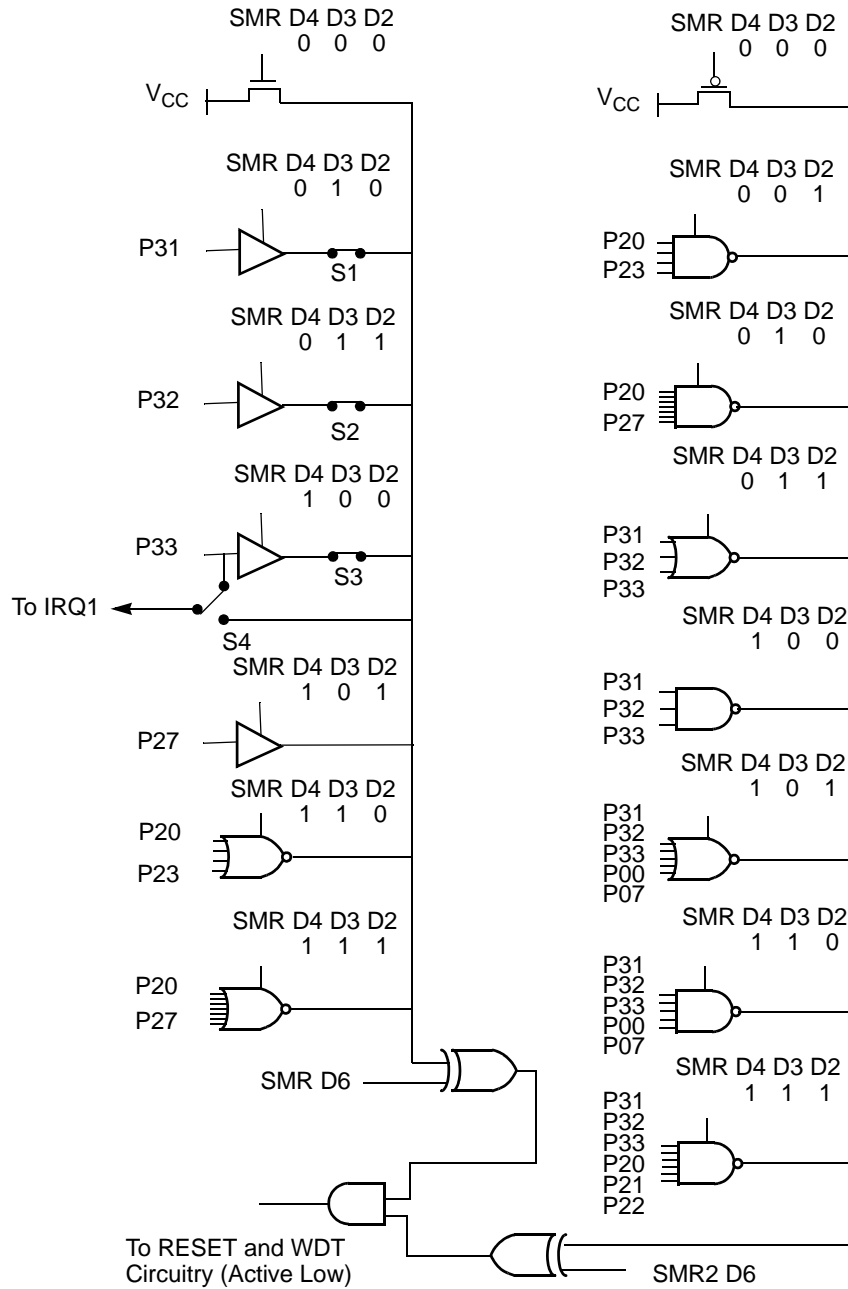 SMR D4 D3 D2
0 0 0
VCC
SMR D4 D3 D2
0 1 0
P31
S1
SMR D4 D3 D2
0 1 1
P32
S2
SMR D4 D3 D2
1 0 0
P33
S3
To IRQ1
S4
SMR D4 D3 D2
1 0 1
P27
SMR D4 D3 D2
1 1 0
P20
P23
SMR D4 D3 D2
1 1 1
P20
P27
SMR D6
To RESET and WDT
Circuitry (Active Low)
SMR D4 D3 D2
0 0 0
VCC
SMR D4 D3 D2
0 0 1
P20
P23
SMR D4 D3 D2
0 1 0
P20
P27
SMR D4 D3 D2
0 1 1
P31
P32
P33
SMR D4 D3 D2
1 0 0
P31
P32
P33
SMR D4 D3 D2
1 0 1
P31
P32
P33
P00
P07
SMR D4 D3 D2
1 1 0
P31
P32
P33
P00
P07
SMR D4 D3 D2
1 1 1
P31
P32
P33
P20
P21
P22
SMR2 D6